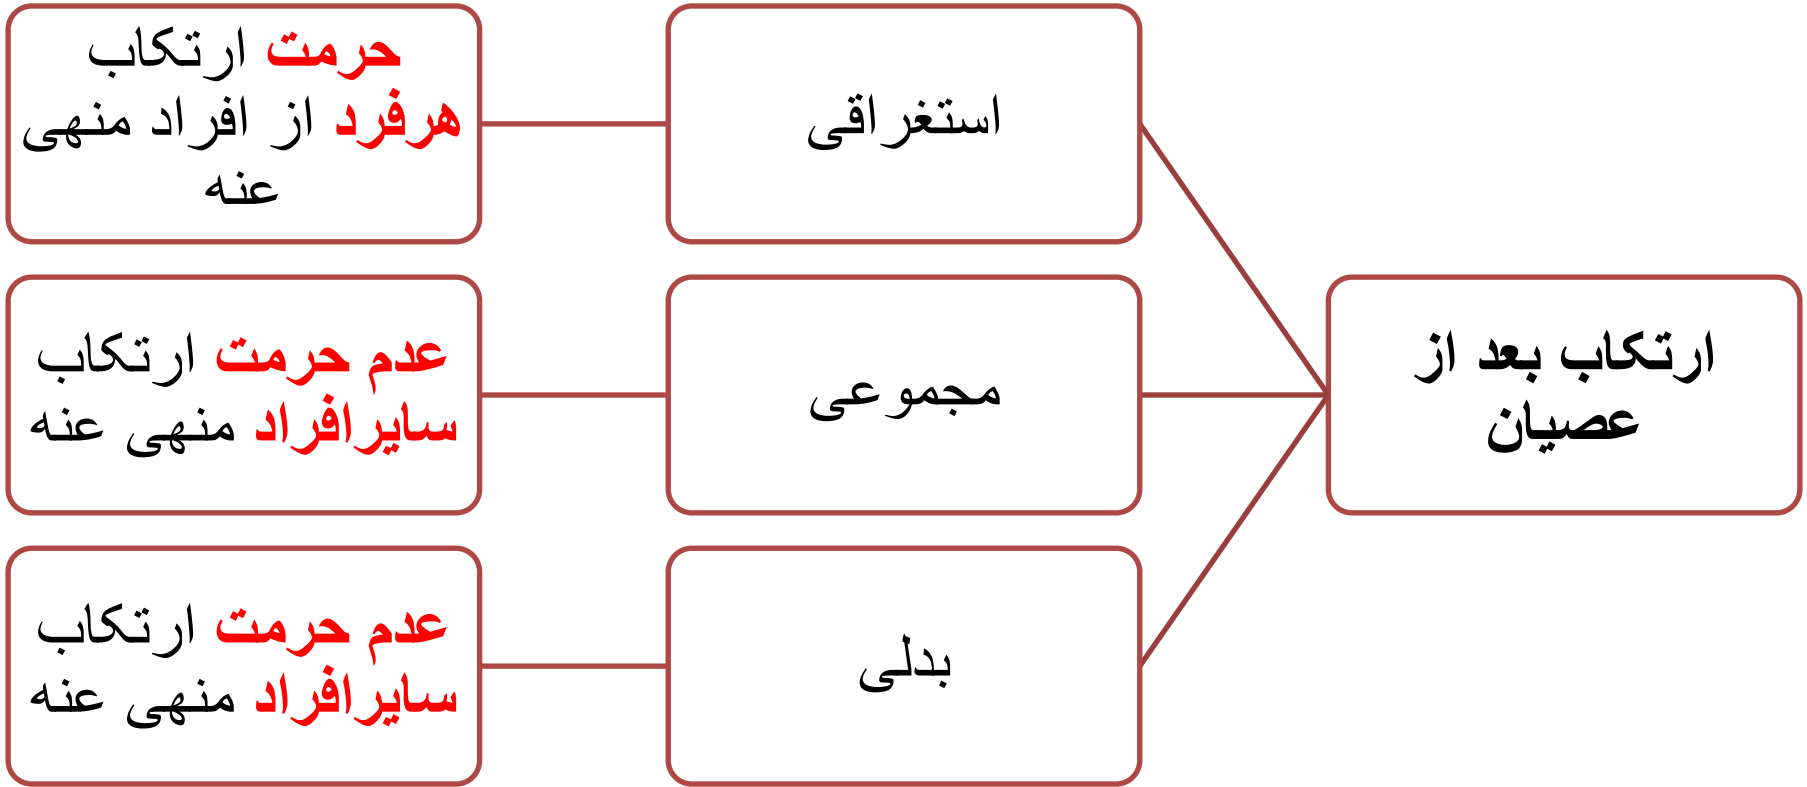 ارتکاب بعد از
عصیان
استغراقی
حرمت ارتکاب
هرفرد از افراد منهی
عنه
مجموعی
عدم حرمت ارتکاب
سایرافراد منهی عنه
بدلی
عدم حرمت ارتکاب
سایرافراد منهی عنه